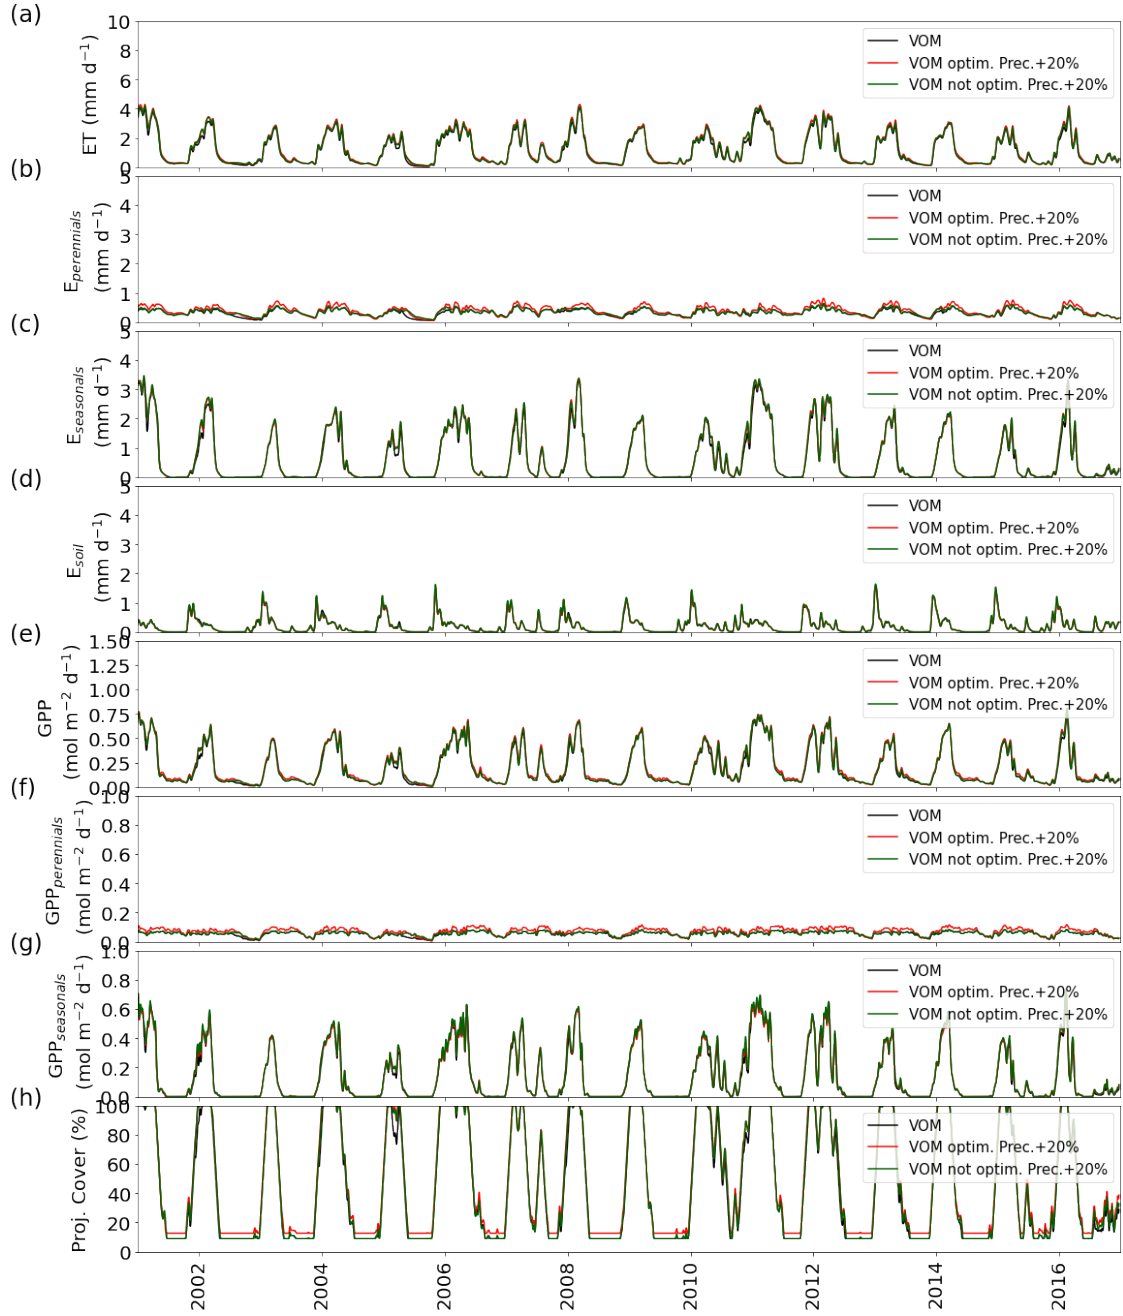 (a)
ET (mm d⁻¹)
10
8
6
4
2
0
VOM
VOM optim. Prec.+20%
VOM not optim. Prec.+20%
(b)
E_perennials
(mm d⁻¹)
5
4
3
2
1
0
VOM
VOM optim. Prec.+20%
VOM not optim. Prec.+20%
(c)
E_seasonals
(mm d⁻¹)
5
4
3
2
1
0
VOM
VOM optim. Prec.+20%
VOM not optim. Prec.+20%
(d)
E_soil
(mm d⁻¹)
5
4
3
2
1
0
VOM
VOM optim. Prec.+20%
VOM not optim. Prec.+20%
(e)
GPP
(mol m⁻² d⁻¹)
1.50
1.25
1.00
0.75
0.50
0.25
0.00
VOM
VOM optim. Prec.+20%
VOM not optim. Prec.+20%
(f)
GPP_perennials
(mol m⁻² d⁻¹)
1.0
0.8
0.6
0.4
0.2
0.0
VOM
VOM optim. Prec.+20%
VOM not optim. Prec.+20%
(g)
GPP_seasonals
(mol m⁻² d⁻¹)
1.0
0.8
0.6
0.4
0.2
0.0
VOM
VOM optim. Prec.+20%
VOM not optim. Prec.+20%
(h)
Proj. Cover (%)
100
80
60
40
20
0
VOM
VOM optim. Prec.+20%
VOM not optim. Prec.+20%
2002
2004
2006
2008
2010
2012
2014
2016